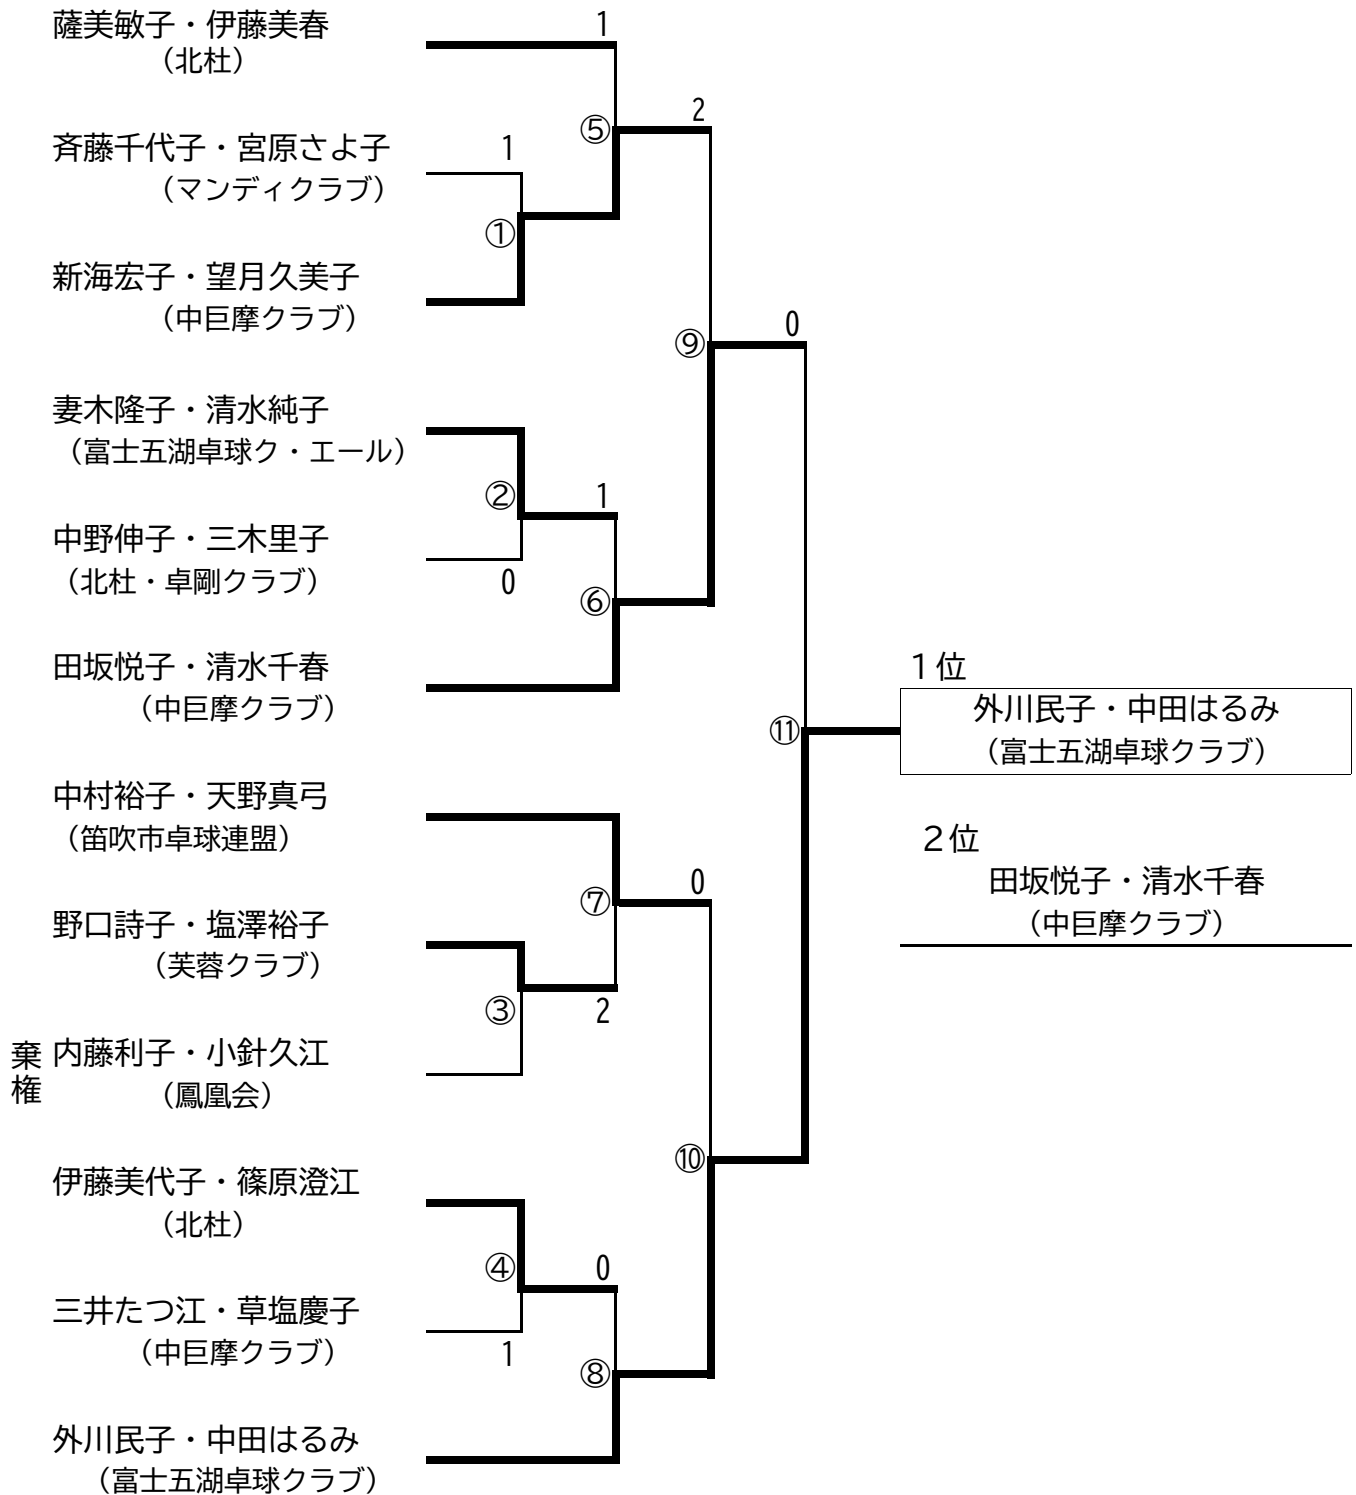 薩美敏子・伊藤美春
（北杜）
1
⑤
2
斉藤千代子・宮原さよ子
（マンディクラブ）
1
①
新海宏子・望月久美子
（中巨摩クラブ）
⑨
0
妻木隆子・清水純子
（富士五湖卓球ク・エール）
②
1
中野伸子・三木里子
（北杜・卓剛クラブ）
0
⑥
田坂悦子・清水千春
（中巨摩クラブ）
⑪
1位
外川民子・中田はるみ
（富士五湖卓球クラブ）
2位
田坂悦子・清水千春
（中巨摩クラブ）
中村裕子・天野真弓
（笛吹市卓球連盟）
⑦
0
野口詩子・塩澤裕子
（芙蓉クラブ）
③
2
棄権
内藤利子・小針久江
（鳳凰会）
⑩
伊藤美代子・篠原澄江
（北杜）
④
0
三井たつ江・草塩慶子
（中巨摩クラブ）
1
⑧
外川民子・中田はるみ
（富士五湖卓球クラブ）